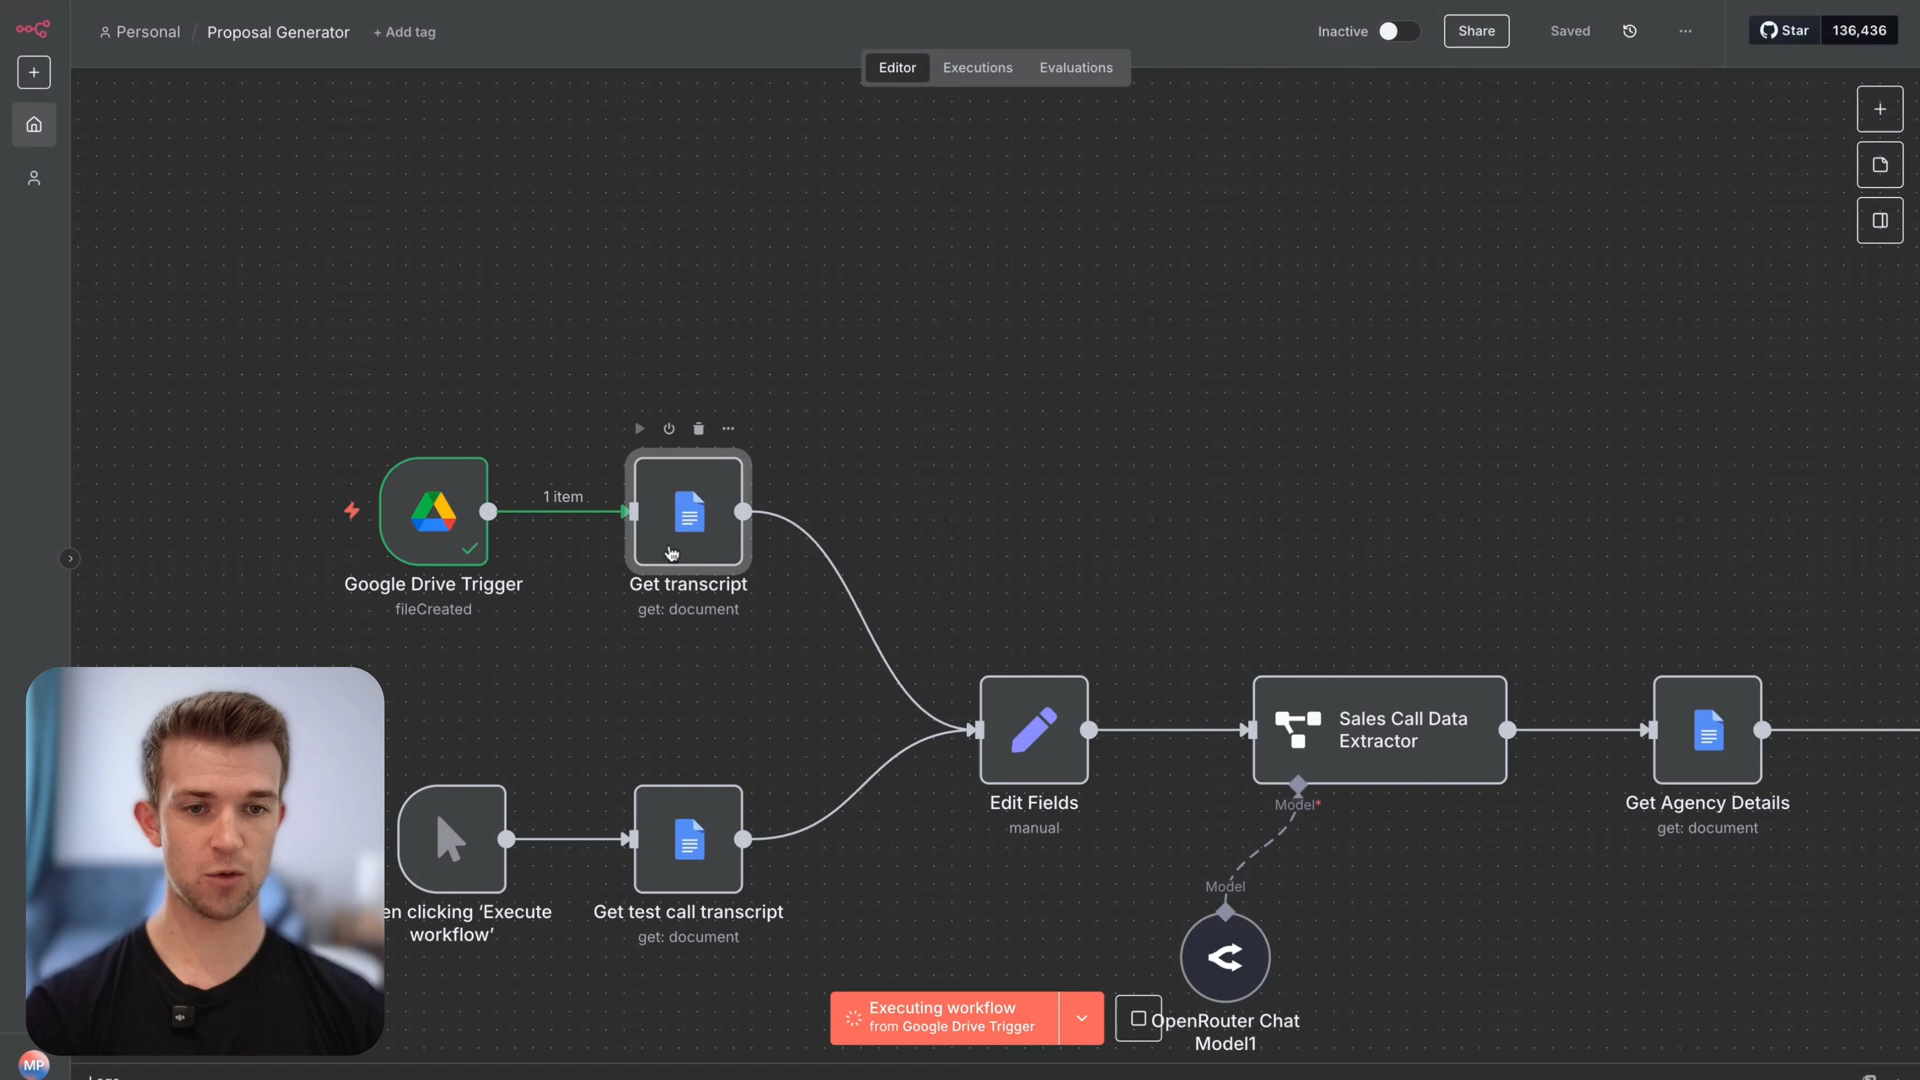 Personal / Proposal Generator + Add tag
Inactive
Share
Saved
Star 136,436
Editor Executions Evaluations
1 item
Google Drive Trigger
fileCreated
Get transcript
get: document
Sales Call Data
Extractor
Edit Fields
manual
Model*
Get Agency Details
get: document
Model
en clicking ‘Execute
workflow’
Get test call transcript
get: document
Executing workflow
from Google Drive Trigger
OpenRouter Chat
Model1
MP